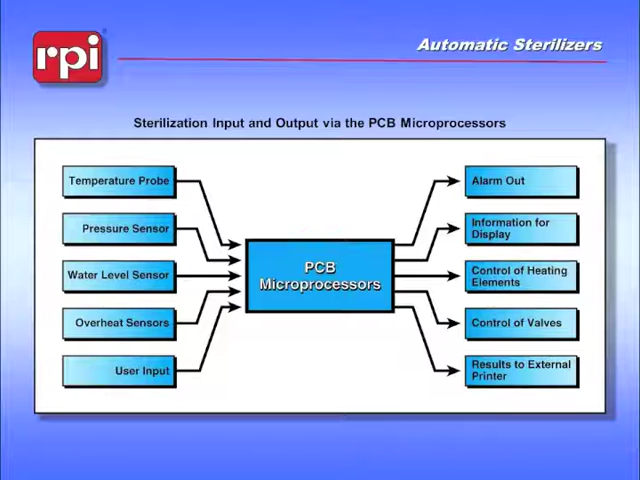 rpi
Automatic Sterilizers
Sterilization Input and Output via the PCB Microprocessors
Temperature Probe
Pressure Sensor
Water Level Sensor
Overheat Sensors
User Input
PCB
Microprocessors
Alarm Out
Information for
Display
Control of Heating
Elements
Control of Valves
Results to External
Printer